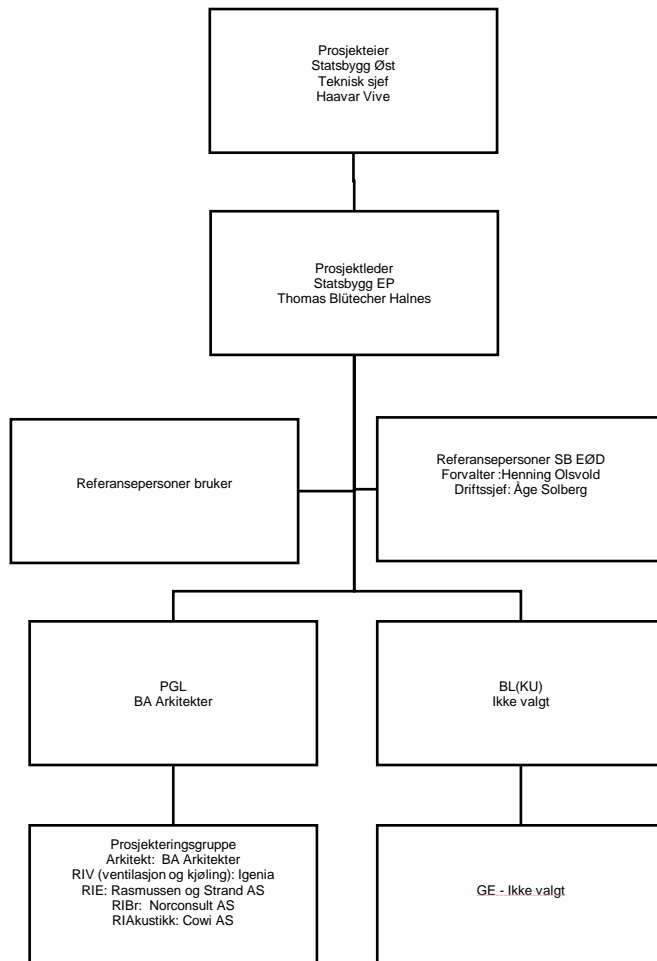 Prosjekteier
Statsbygg Øst
Teknisk sjef
Haavar Vive
Prosjektleder
Statsbygg EP
Thomas Blütecher Halnes
Referansepersoner bruker
Referansepersoner SB EØD
Forvalter :Henning Olsvold
Driftssjef: Åge Solberg
PGL
BA Arkitekter
BL(KU)
Ikke valgt
Prosjekteringsgruppe
Arkitekt: BA Arkitekter
RIV (ventilasjon og kjøling): Igenia
RIE: Rasmussen og Strand AS
RIBr: Norconsult AS
RIAkustikk: Cowi AS
GE - Ikke valgt